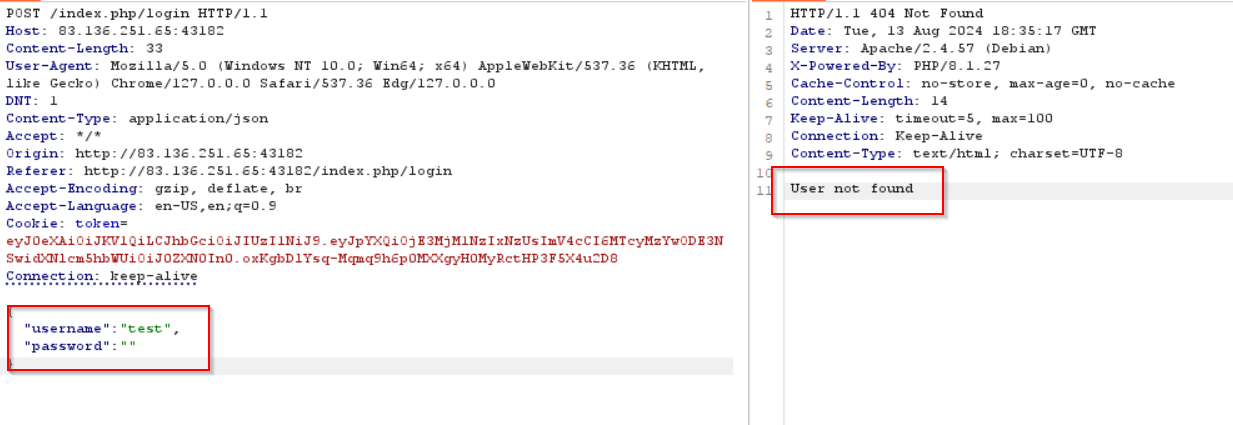 POST /index.php/login HTTP/1.1
Host: 83.136.251.65:43182
Content-Length: 33
User-Agent: Mozilla/5.0 (Windows NT 10.0; Win64; x64) AppleWebKit/537.36 (KHTML,
like Gecko) Chrome/127.0.0.0 Safari/537.36 Edg/127.0.0.0
DNT: 1
Content-Type: application/json
Accept: */*
Origin: http://83.136.251.65:43182
Referer: http://83.136.251.65:43182/index.php/login
Accept-Encoding: gzip, deflate, br
Accept-Language: en-US,en;q=0.9
Cookie: token=
eyJ0eXAiOiJKV1QiLCJhbGciOiJIUzI1NiJ9.eyJpYXQiOjE3MjM1NzIxNzUsImV4cCI6MTcyMzYwODE3N
SwidXNlcm5hbWUiOiJ0ZXN0In0.oxKgbDlYsq-Mqmq9h6p0MXXgyH0MyRctHP3F5X4u2D8
Connection: keep-alive
{
"username":"test",
"password":""
}
1 HTTP/1.1 404 Not Found
2 Date: Tue, 13 Aug 2024 18:35:17 GMT
3 Server: Apache/2.4.57 (Debian)
4 X-Powered-By: PHP/8.1.27
5 Cache-Control: no-store, max-age=0, no-cache
6 Content-Length: 14
7 Keep-Alive: timeout=5, max=100
8 Connection: Keep-Alive
9 Content-Type: text/html; charset=UTF-8
10
11 User not found